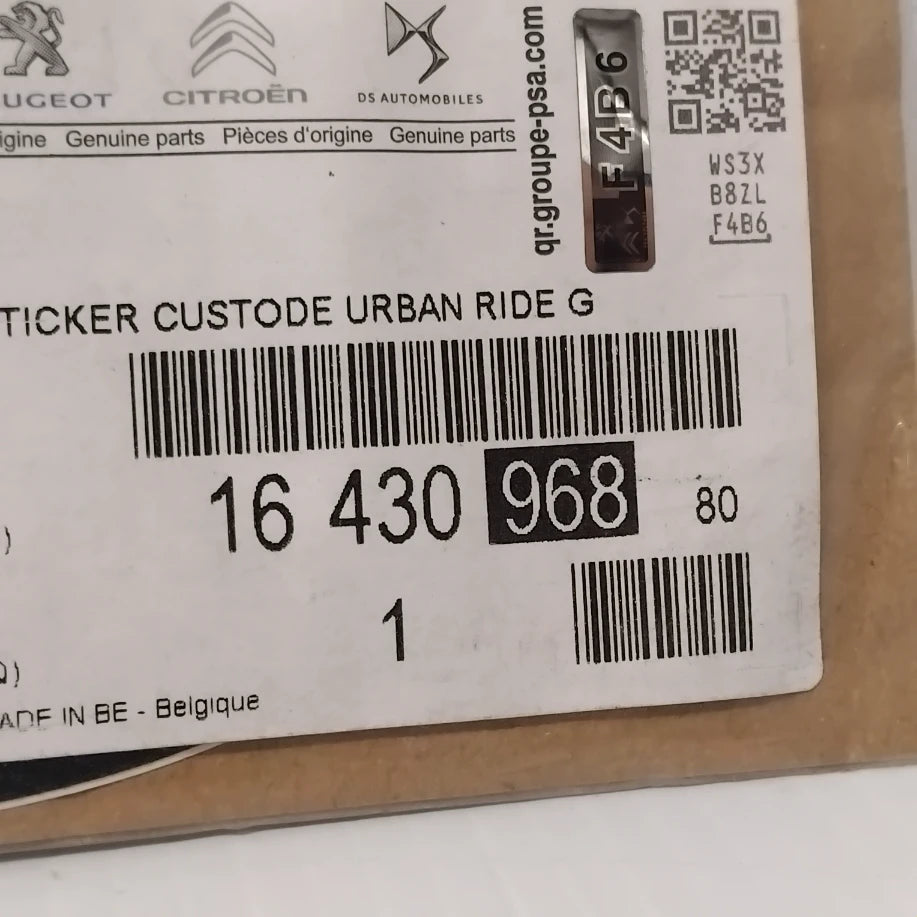 UGEOT
CITROËN
DS AUTOMOBILES
igine Genuine parts Pièces d'origine Genuine parts
qr.groupe-psa.com
F4B6
WS3X
B8ZL
F4B6
TICKER CUSTODE URBAN RIDE G
16 430 968 80
)
1
)
ADE IN BE - Belgique